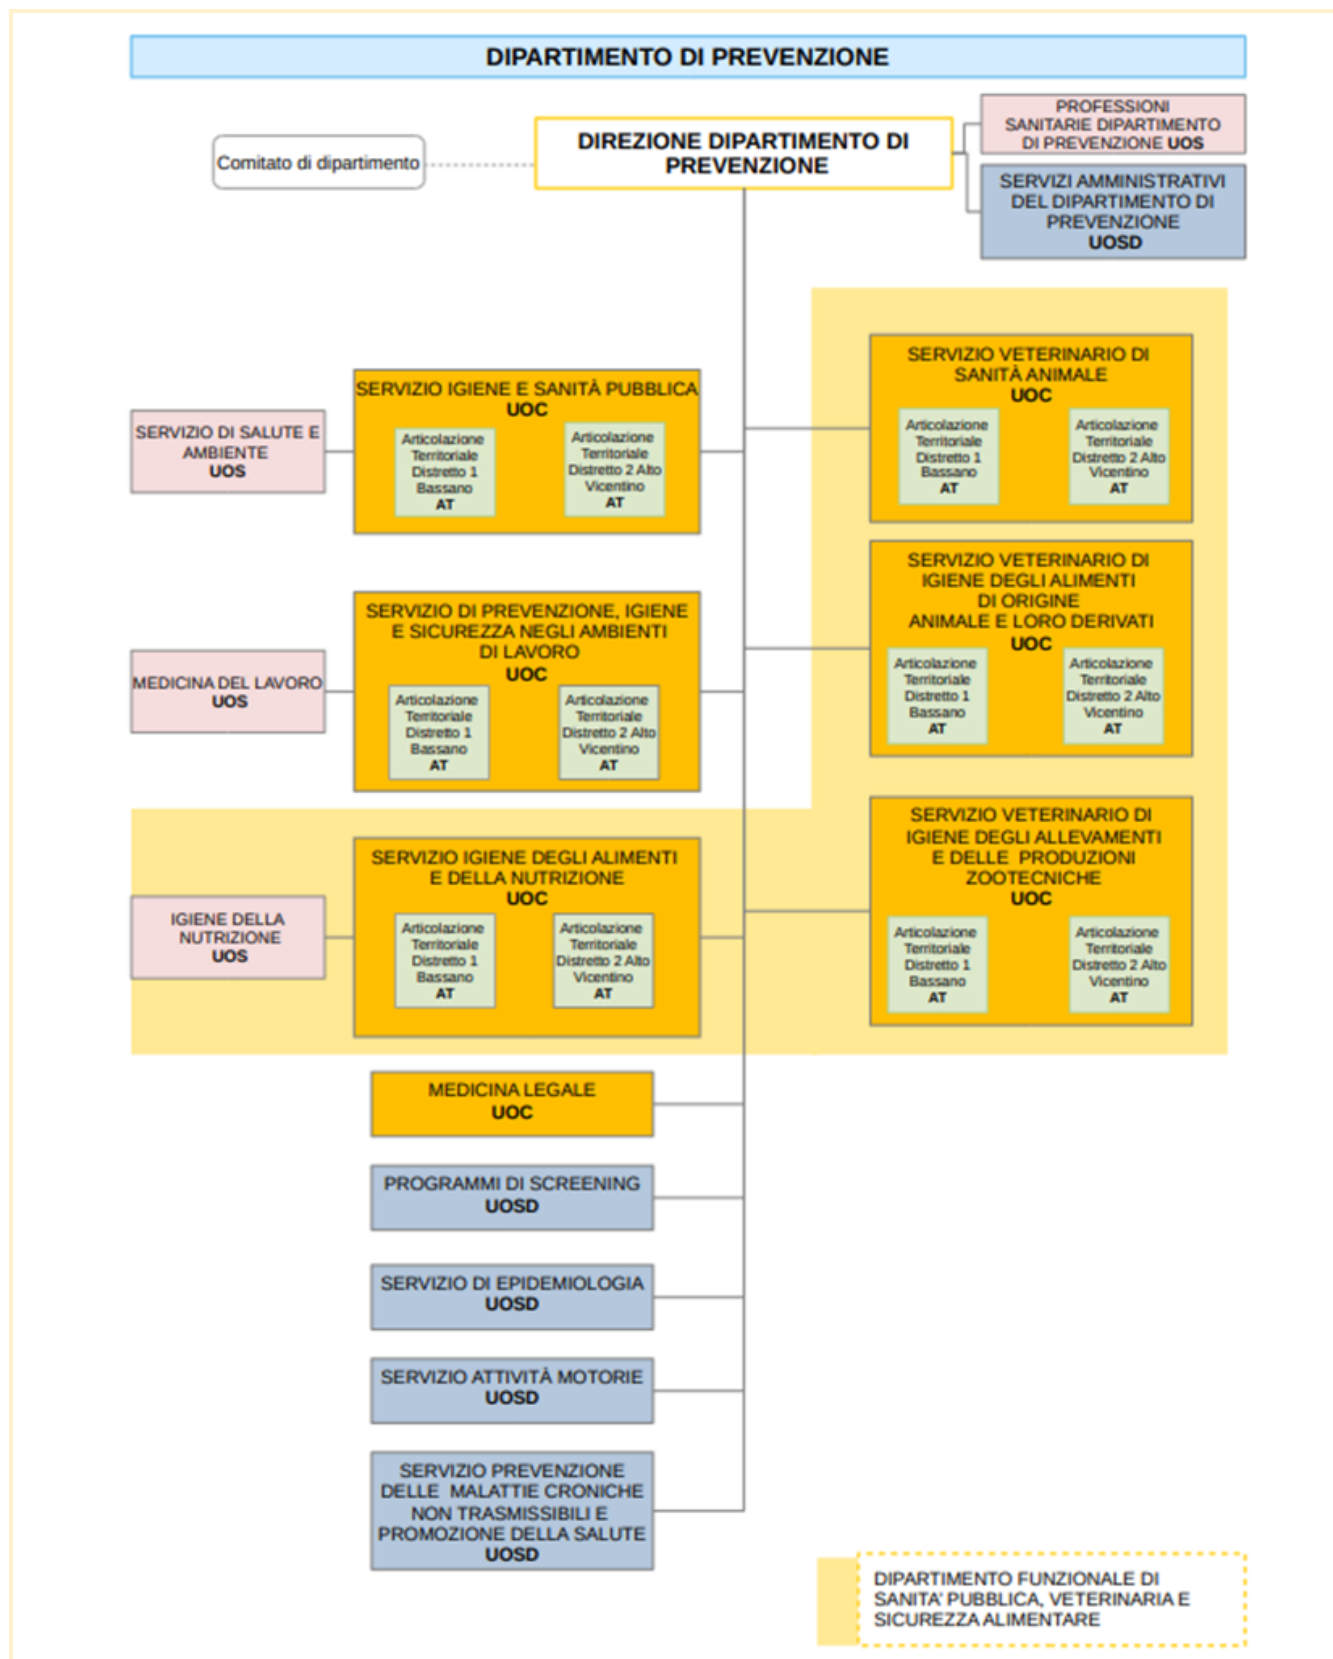 DIPARTIMENTO DI PREVENZIONE
Comitato di dipartimento
DIREZIONE DIPARTIMENTO DI
PREVENZIONE
PROFESSIONI
SANITARIE DIPARTIMENTO
DI PREVENZIONE UOS
SERVIZI AMMINISTRATIVI
DEL DIPARTIMENTO DI
PREVENZIONE
UOSD
SERVIZIO DI SALUTE E
AMBIENTE
UOS
SERVIZIO IGIENE E SANITÀ PUBBLICA
UOC
Articolazione
Territoriale
Distretto 1
Bassano
AT
Articolazione
Territoriale
Distretto 2 Alto
Vicentino
AT
SERVIZIO VETERINARIO DI
SANITÀ ANIMALE
UOC
Articolazione
Territoriale
Distretto 1
Bassano
AT
Articolazione
Territoriale
Distretto 2 Alto
Vicentino
AT
MEDICINA DEL LAVORO
UOS
SERVIZIO DI PREVENZIONE, IGIENE
E SICUREZZA NEGLI AMBIENTI
DI LAVORO
UOC
Articolazione
Territoriale
Distretto 1
Bassano
AT
Articolazione
Territoriale
Distretto 2 Alto
Vicentino
AT
SERVIZIO VETERINARIO DI
IGIENE DEGLI ALIMENTI
DI ORIGINE
ANIMALE E LORO DERIVATI
UOC
Articolazione
Territoriale
Distretto 1
Bassano
AT
Articolazione
Territoriale
Distretto 2 Alto
Vicentino
AT
IGIENE DELLA
NUTRIZIONE
UOS
SERVIZIO IGIENE DEGLI ALIMENTI
E DELLA NUTRIZIONE
UOC
Articolazione
Territoriale
Distretto 1
Bassano
AT
Articolazione
Territoriale
Distretto 2 Alto
Vicentino
AT
SERVIZIO VETERINARIO DI
IGIENE DEGLI ALLEVAMENTI
E DELLE PRODUZIONI
ZOOTECNICHE
UOC
Articolazione
Territoriale
Distretto 1
Bassano
AT
Articolazione
Territoriale
Distretto 2 Alto
Vicentino
AT
MEDICINA LEGALE
UOC
PROGRAMMI DI SCREENING
UOSD
SERVIZIO DI EPIDEMIOLOGIA
UOSD
SERVIZIO ATTIVITÀ MOTORIE
UOSD
SERVIZIO PREVENZIONE
DELLE MALATTIE CRONICHE
NON TRASMISSIBILI E
PROMOZIONE DELLA SALUTE
UOSD
DIPARTIMENTO FUNZIONALE DI
SANITA' PUBBLICA, VETERINARIA E
SICUREZZA ALIMENTARE